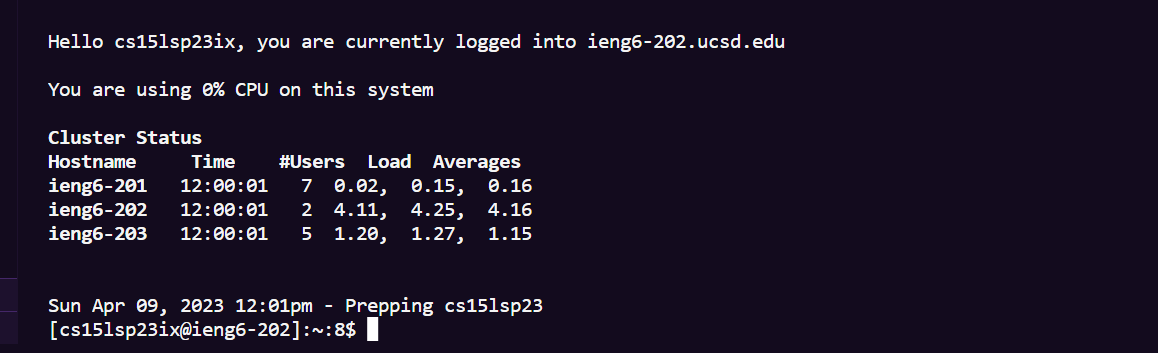 Hello cs15lsp23ix, you are currently logged into ieng6-202.ucsd.edu
You are using 0% CPU on this system
Cluster Status
Hostname     Time    #Users  Load  Averages
ieng6-201   12:00:01   7  0.02,  0.15,  0.16
ieng6-202   12:00:01   2  4.11,  4.25,  4.16
ieng6-203   12:00:01   5  1.20,  1.27,  1.15
Sun Apr 09, 2023 12:01pm - Prepping cs15lsp23
[cs15lsp23ix@ieng6-202]:~:8$